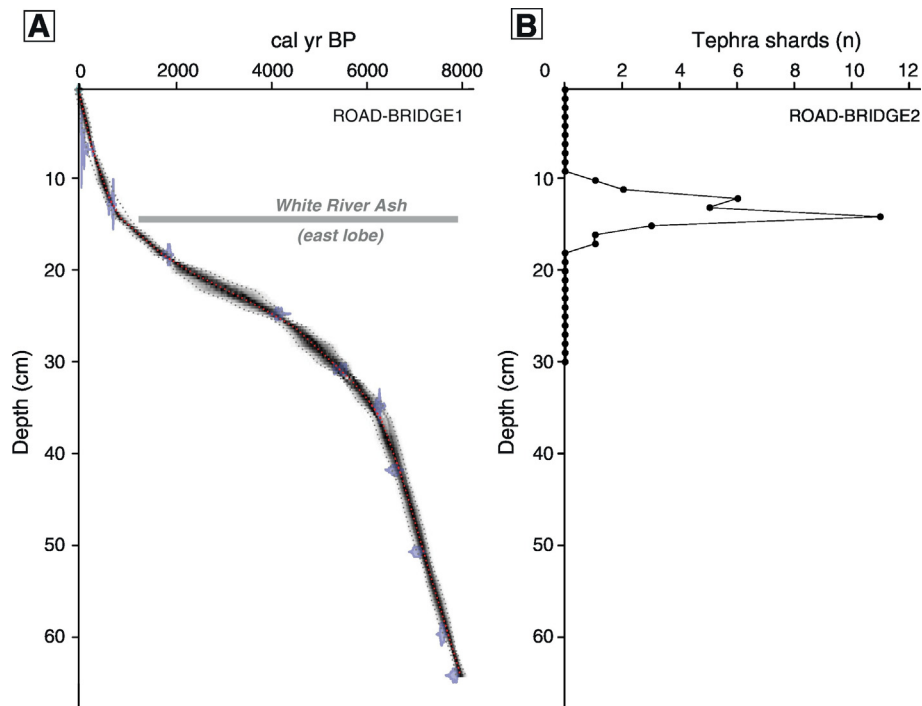 A
cal yr BP
0 2000 4000 6000 8000
ROAD-BRIDGE1
10
White River Ash
(east lobe)
20
30
Depth (cm)
40
50
60
B
Tephra shards (n)
0 2 4 6 8 10 12
ROAD-BRIDGE2
10
20
30
Depth (cm)
40
50
60